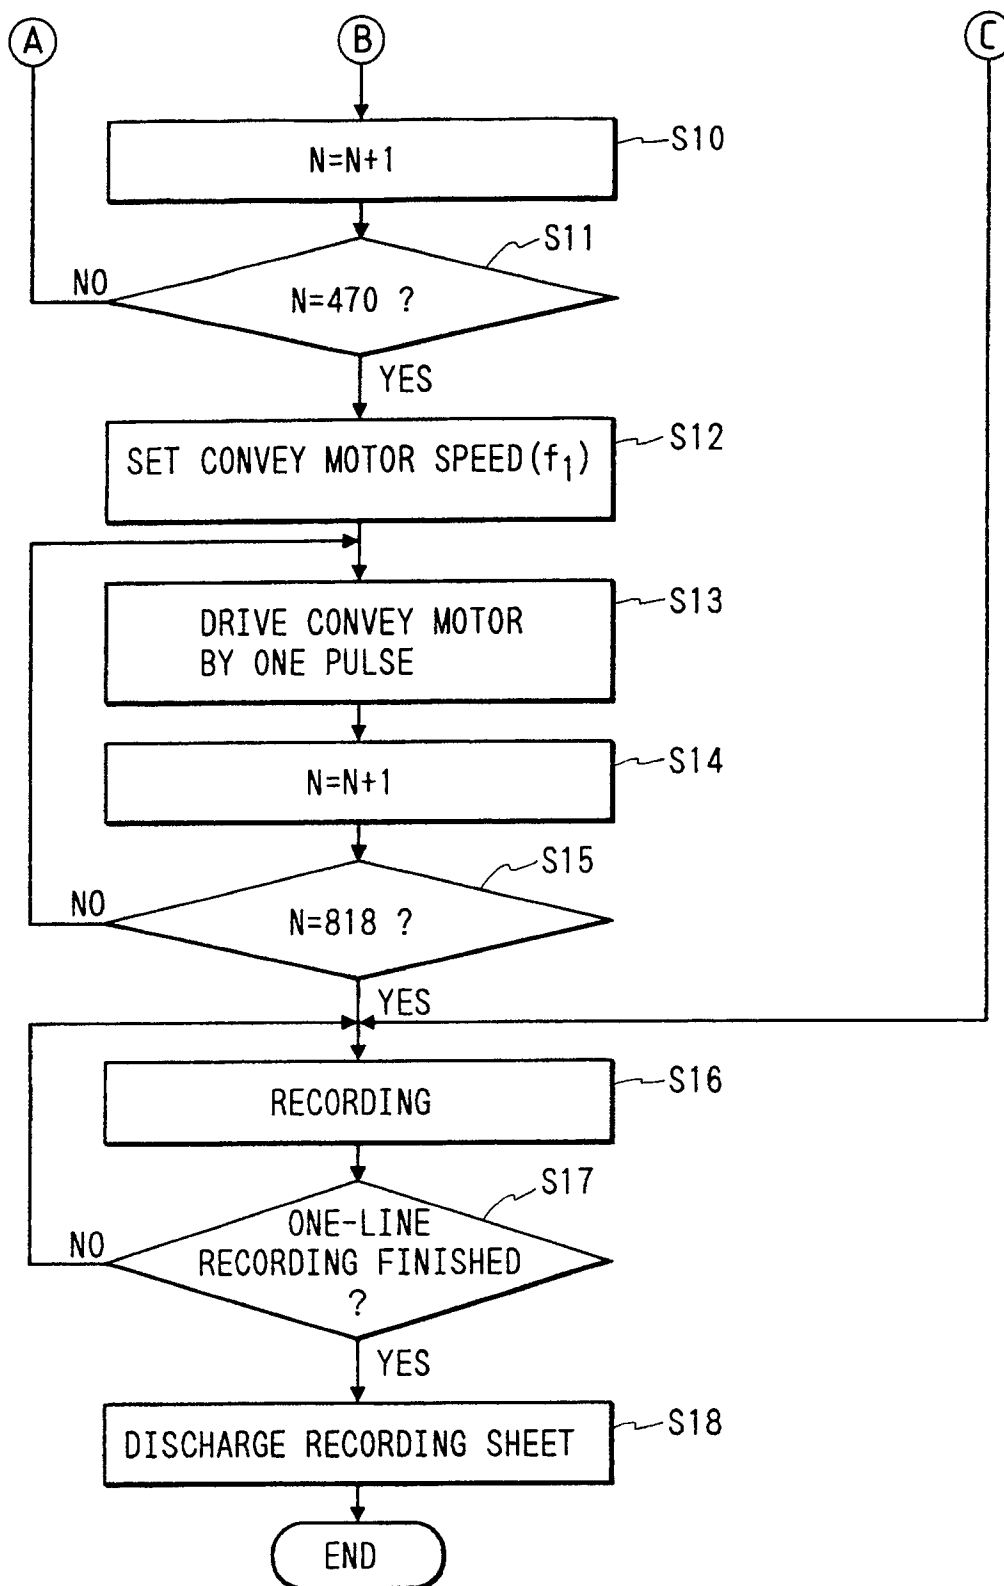 A
B
C
N=N+1
S10
S11
NO
N=470 ?
YES
SET CONVEY MOTOR SPEED(f1)
S12
DRIVE CONVEY MOTOR
BY ONE PULSE
S13
N=N+1
S14
S15
NO
N=818 ?
YES
RECORDING
S16
S17
ONE-LINE
NO
RECORDING FINISHED
?
YES
DISCHARGE RECORDING SHEET
S18
END